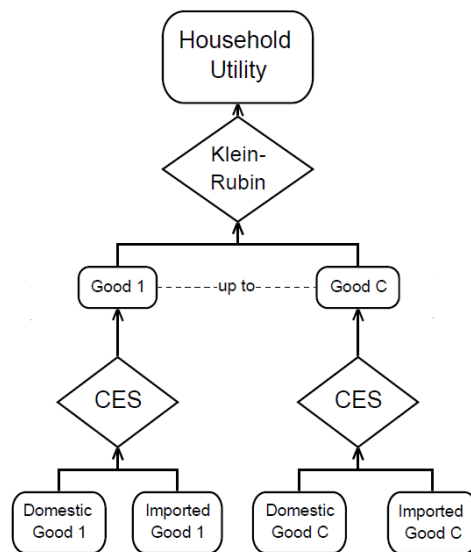 Household
Utility
Klein-
Rubin
Good 1
up to
Good C
CES
CES
Domestic
Good 1
Imported
Good 1
Domestic
Good C
Imported
Good C